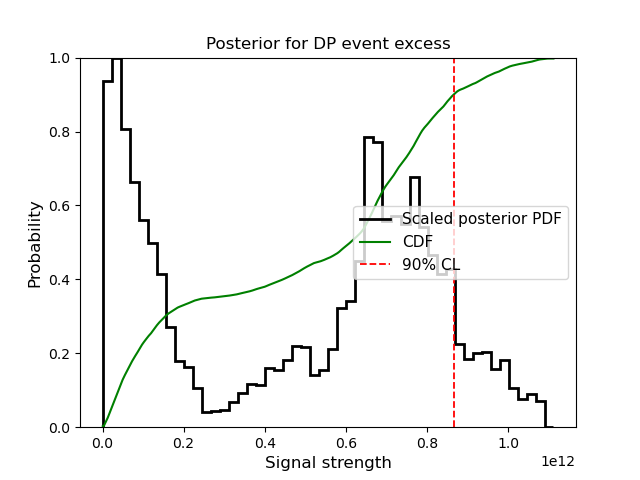 Posterior for DP event excess
1.0
0.8
0.6
0.4
0.2
0.0
Probability
Scaled posterior PDF
CDF
90% CL
0.0 0.2 0.4 0.6 0.8 1.0
1e12
Signal strength